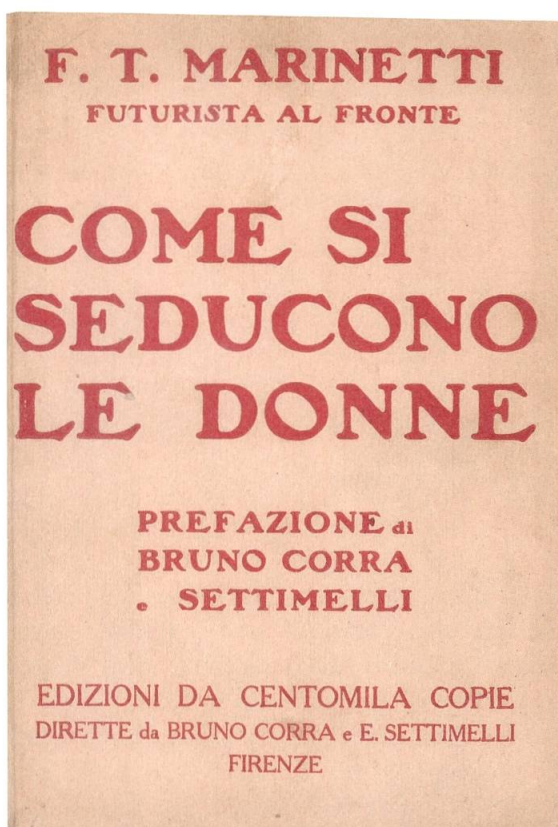 F. T. MARINETTI
FUTURISTA AL FRONTE
COME SI
SEDUCONO
LE DONNE
PREFAZIONE di
BRUNO CORRA
e SETTIMELLI
EDIZIONI DA CENTOMILA COPIE
DIRETTE da BRUNO CORRA e E. SETTIMELLI
FIRENZE